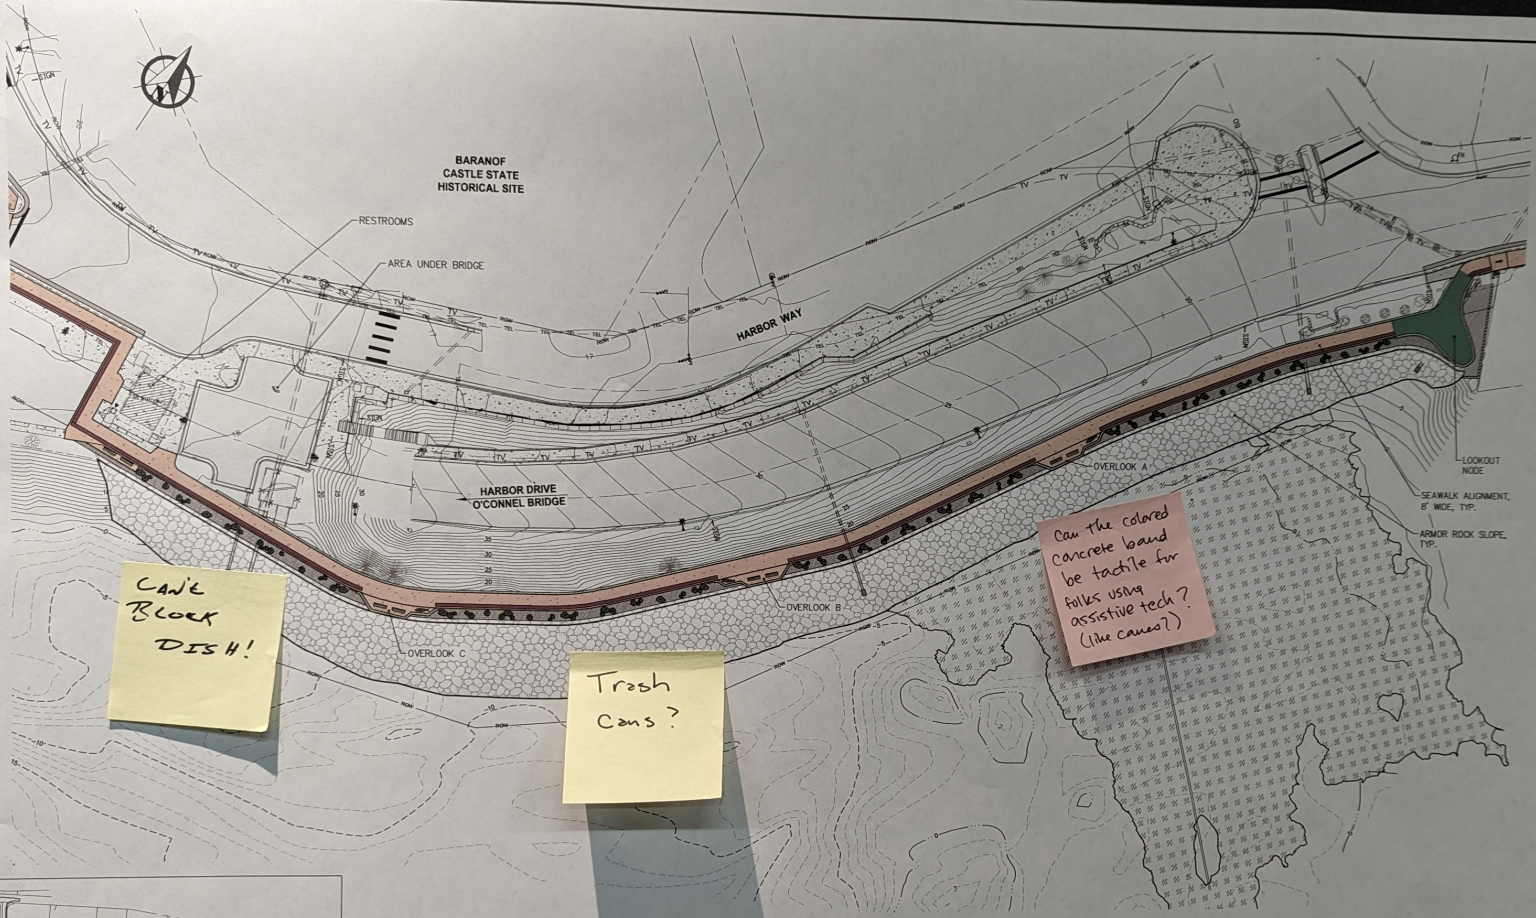 SIGN
N
BARANOF
CASTLE STATE
HISTORICAL SITE
RESTROOMS
AREA UNDER BRIDGE
HARBOR WAY
HARBOR DRIVE
O'CONNEL BRIDGE
OVERLOOK A
OVERLOOK B
OVERLOOK C
LOOKOUT
NODE
SEAWALK ALIGNMENT,
8' WIDE, TYP.
ARMOR ROCK SLOPE,
TYP.
Can't
Block
DISH!
Trash
Cans?
Can the colored
concrete band
be tactile for
folks using
assistive tech?
(like canes?)